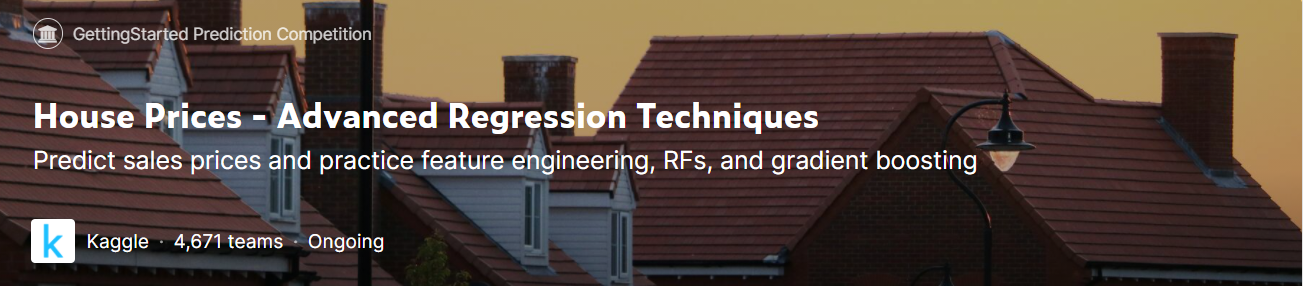 GettingStarted Prediction Competition
House Prices - Advanced Regression Techniques
Predict sales prices and practice feature engineering, RFs, and gradient boosting
k Kaggle · 4,671 teams · Ongoing